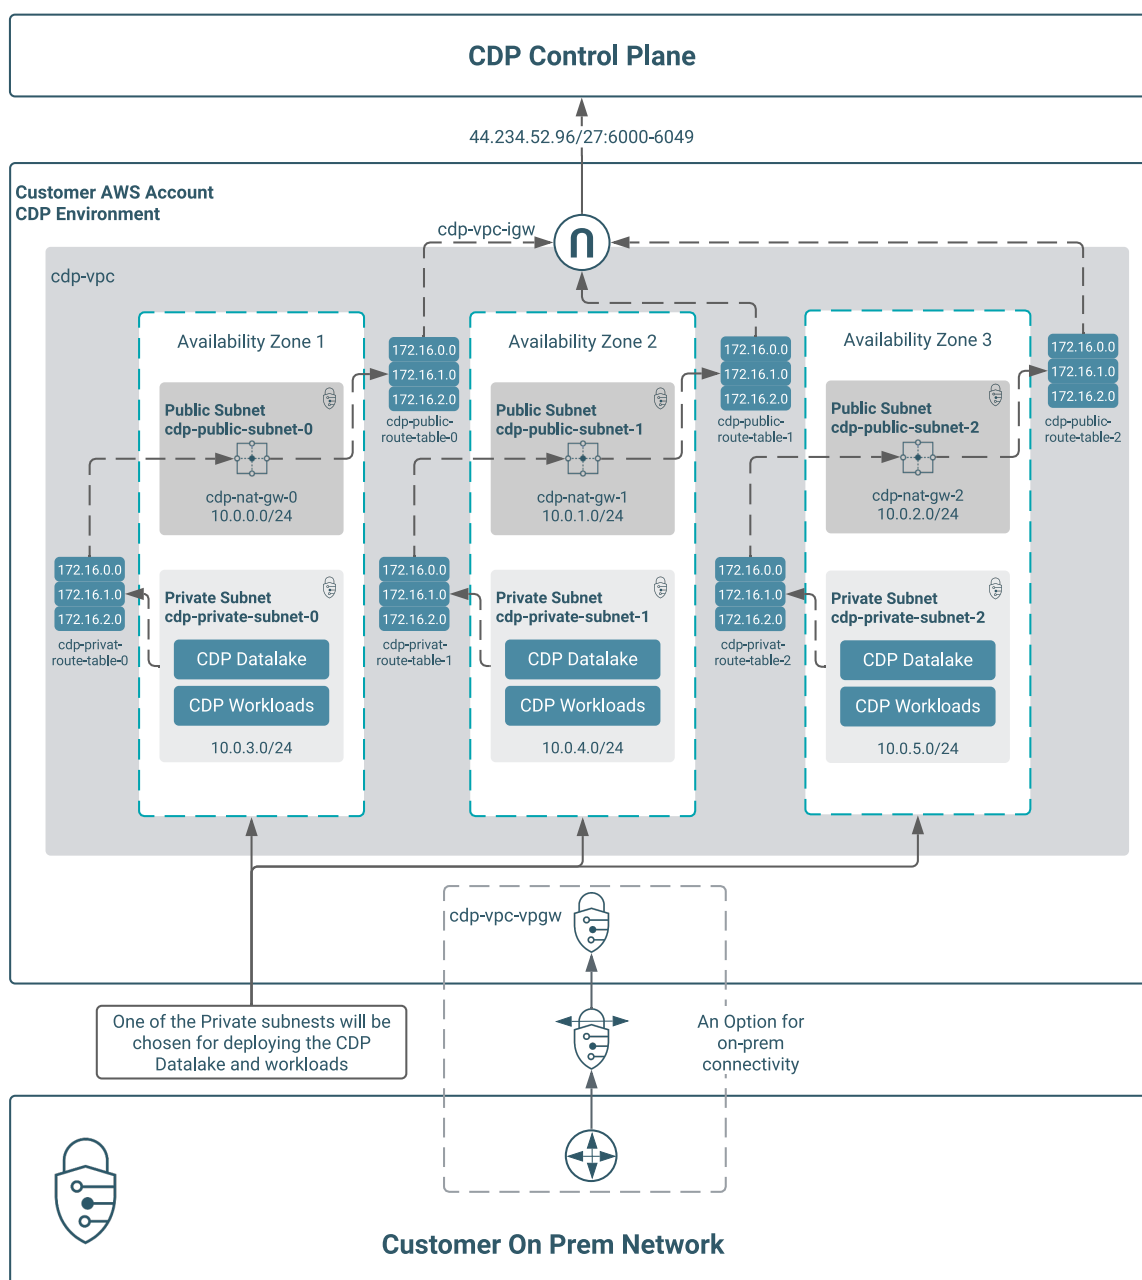 CDP Control Plane
44.234.52.96/27:6000-6049
Customer AWS Account
CDP Environment
cdp-vpc-igw
cdp-vpc
Availability Zone 1
172.16.0.0
172.16.1.0
172.16.2.0
cdp-public-
route-table-0
Public Subnet
cdp-public-subnet-0
cdp-nat-gw-0
10.0.0.0/24
172.16.0.0
172.16.1.0
172.16.2.0
cdp-privat-
route-table-0
Private Subnet
cdp-private-subnet-0
CDP Datalake
CDP Workloads
10.0.3.0/24
Availability Zone 2
172.16.0.0
172.16.1.0
172.16.2.0
cdp-public-
route-table-1
Public Subnet
cdp-public-subnet-1
cdp-nat-gw-1
10.0.1.0/24
172.16.0.0
172.16.1.0
172.16.2.0
cdp-privat-
route-table-1
Private Subnet
cdp-private-subnet-1
CDP Datalake
CDP Workloads
10.0.4.0/24
Availability Zone 3
172.16.0.0
172.16.1.0
172.16.2.0
cdp-public-
route-table-2
Public Subnet
cdp-public-subnet-2
cdp-nat-gw-2
10.0.2.0/24
172.16.0.0
172.16.1.0
172.16.2.0
cdp-privat-
route-table-2
Private Subnet
cdp-private-subnet-2
CDP Datalake
CDP Workloads
10.0.5.0/24
cdp-vpc-vpgw
One of the Private subnests will be
chosen for deploying the CDP
Datalake and workloads
An Option for
on-prem
connectivity
Customer On Prem Network